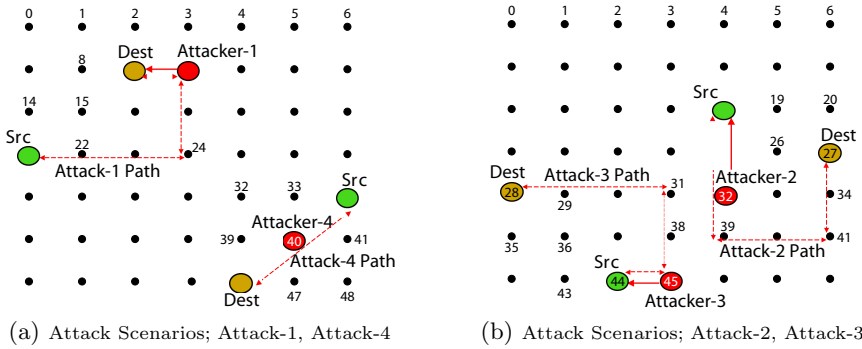 0 1 2 3 4 5 6
Dest Attacker-1
8
14 15
Src
22 24
Attack-1 Path
32 33 Src
Attacker-4
39 40 41
Attack-4 Path
Dest 47 48
(a) Attack Scenarios; Attack-1, Attack-4
0 1 2 3 4 5 6
Src 19 20
Dest
26 27
Dest Attack-3 Path 31 Attacker-2
28 29 32 34
35 36 38 39 41
Src Attack-2 Path
43 44 45
Attacker-3
(b) Attack Scenarios; Attack-2, Attack-3